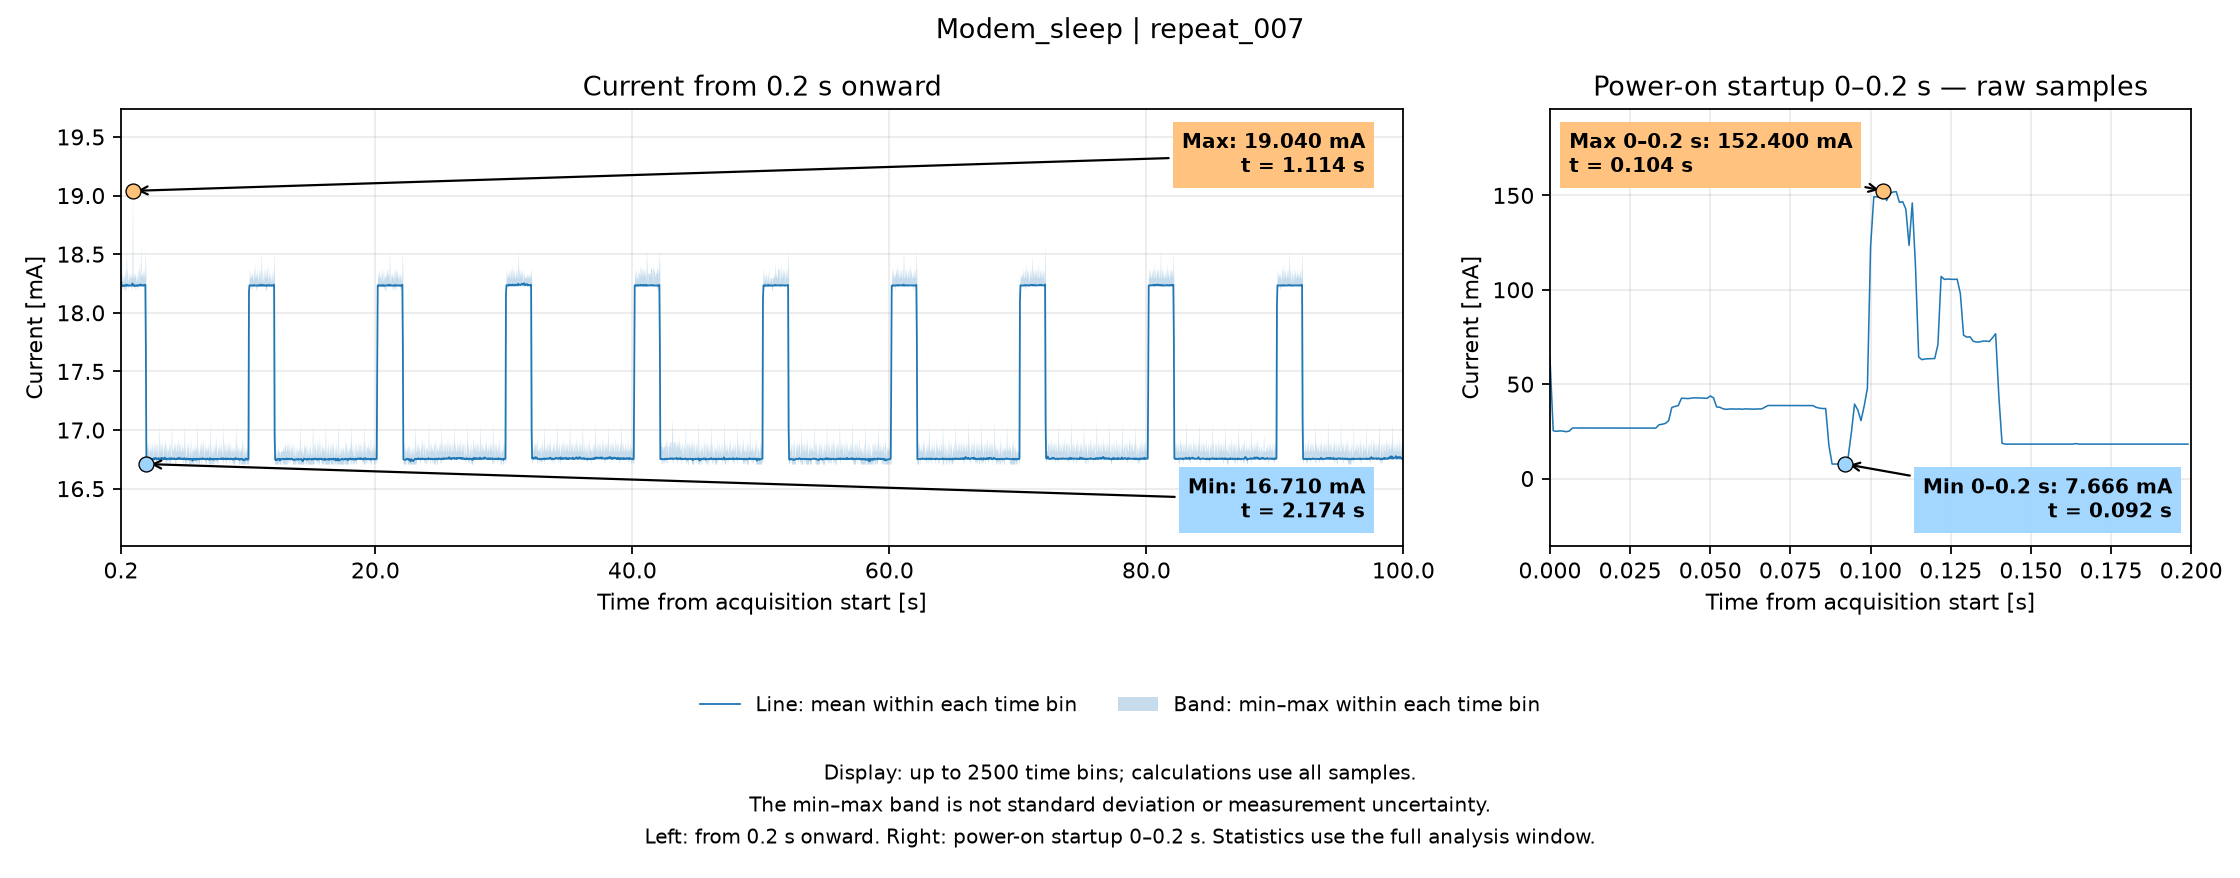 Modem_sleep | repeat_007
Current from 0.2 s onward
Current [mA]
19.5
19.0
18.5
18.0
17.5
17.0
16.5
Max: 19.040 mA
t = 1.114 s
Min: 16.710 mA
t = 2.174 s
0.2 20.0 40.0 60.0 80.0 100.0
Time from acquisition start [s]
Power-on startup 0–0.2 s — raw samples
Current [mA]
150
100
50
0
Max 0–0.2 s: 152.400 mA
t = 0.104 s
Min 0–0.2 s: 7.666 mA
t = 0.092 s
0.000 0.025 0.050 0.075 0.100 0.125 0.150 0.175 0.200
Time from acquisition start [s]
Line: mean within each time bin
Band: min–max within each time bin
Display: up to 2500 time bins; calculations use all samples.
The min–max band is not standard deviation or measurement uncertainty.
Left: from 0.2 s onward. Right: power-on startup 0–0.2 s. Statistics use the full analysis window.